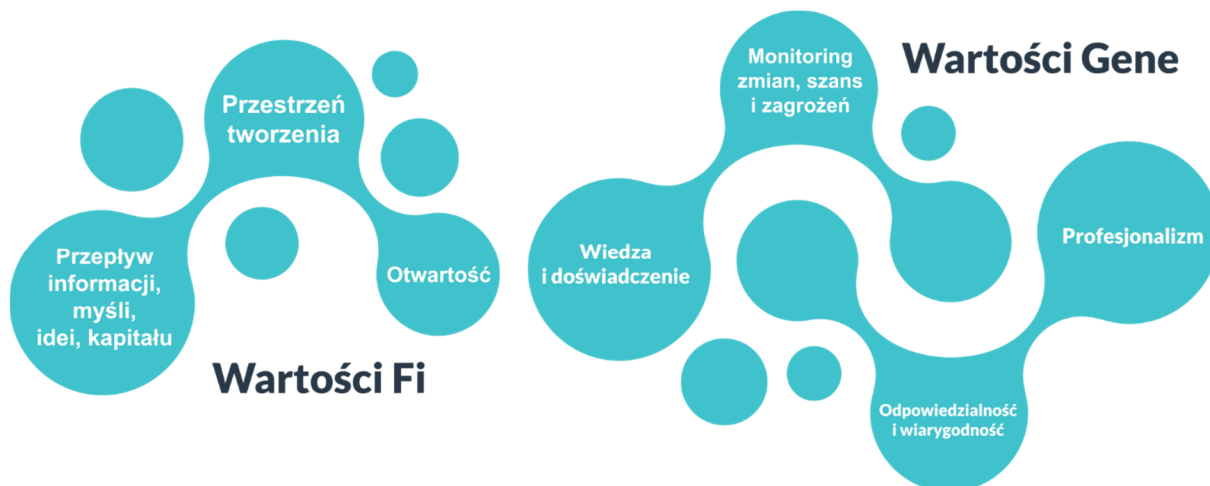 Przestrzeń
tworzenia
Przepływ
informacji,
myśli,
idei, kapitału
Otwartość
Wartości Fi
Monitoring
zmian, szans
i zagrożeń
Wartości Gene
Wiedza
i doświadczenie
Profesjonalizm
Odpowiedzialność
i wiarygodność